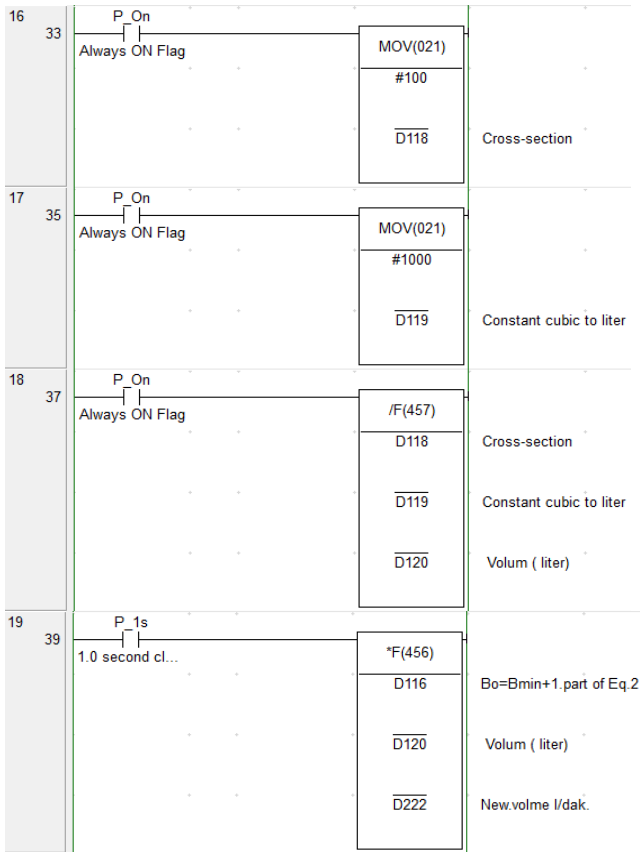 16
P_On
33
MOV(021)
Always ON Flag
#100
D118
Cross-section
17
P_On
35
MOV(021)
Always ON Flag
#1000
D119
Constant cubic to liter
18
P_On
37
/F(457)
Always ON Flag
D118
Cross-section
D119
Constant cubic to liter
D120
Volum ( liter)
19
P_1s
39
*F(456)
1.0 second cl...
D116
Bo=Bmin+1.part of Eq.2
D120
Volum ( liter)
D222
New.volme l/dak.